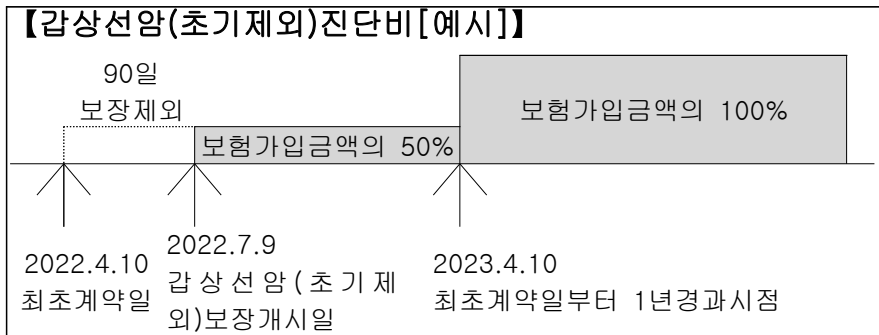 【갑상선암(초기제외)진단비[예시]】
90일
보장제외
보험가입금액의 50%
보험가입금액의 100%
2022.4.10
최초계약일
2022.7.9
갑상선암(초기제
외)보장개시일
2023.4.10
최초계약일부터 1년경과시점